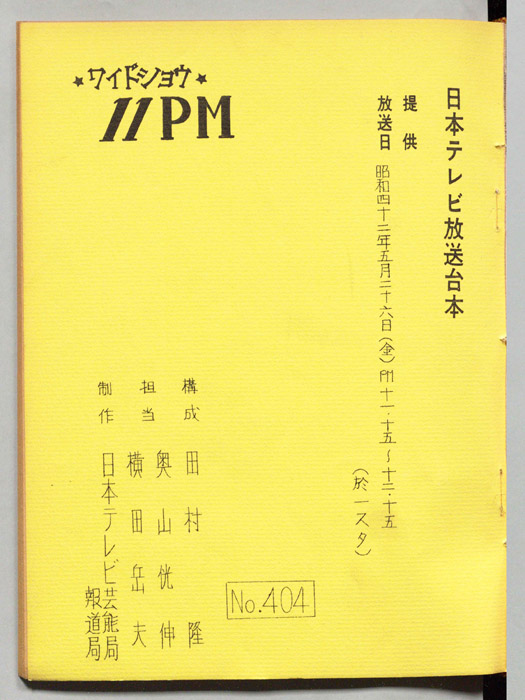 日本テレビ放送台本
提供
放送日 昭和四十二年五月二十六日(金)PM十一・十五~十二・十五
(於一スタ)
★ワイドショウ★
11PM
構成 田村隆
担当 奥山侊伸
横田岳夫
制作 日本テレビ芸能局
報道局
No.404